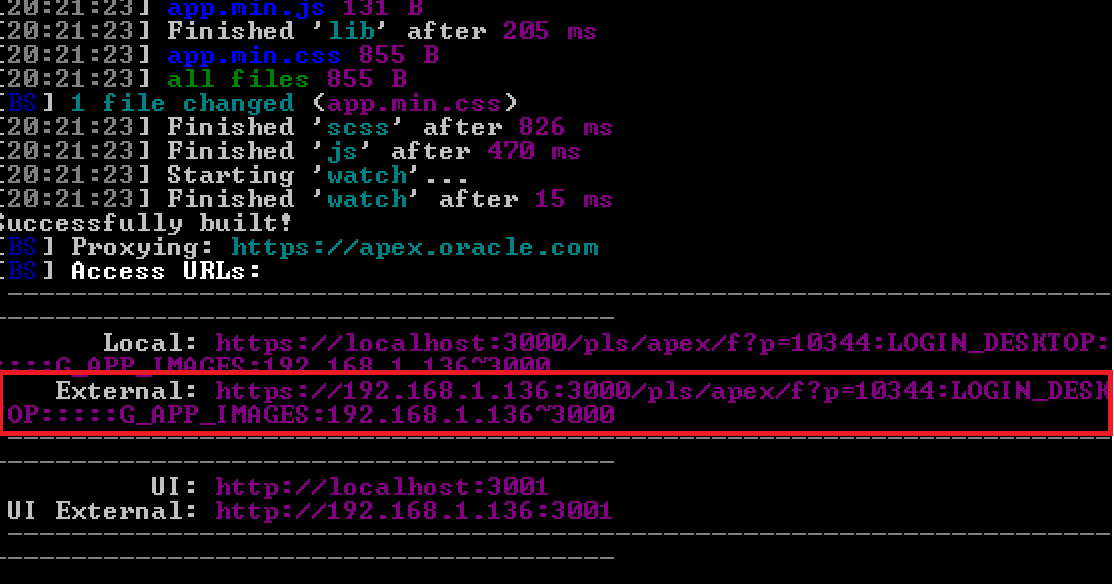 [20:21:23] app.min.js 131 B
[20:21:23] Finished 'lib' after 205 ms
[20:21:23] app.min.css 855 B
[20:21:23] all files 855 B
[BS] 1 file changed (app.min.css)
[20:21:23] Finished 'scss' after 826 ms
[20:21:23] Finished 'js' after 470 ms
[20:21:23] Starting 'watch'...
[20:21:23] Finished 'watch' after 15 ms
Successfully built!
[BS] Proxying: https://apex.oracle.com
[BS] Access URLs:
Local: https://localhost:3000/pls/apex/f?p=10344:LOGIN_DESKTOP:
::::G_APP_IMAGES:192.168.1.136~3000
External: https://192.168.1.136:3000/pls/apex/f?p=10344:LOGIN_DESK
OP:::::G_APP_IMAGES:192.168.1.136~3000
UI: http://localhost:3001
UI External: http://192.168.1.136:3001